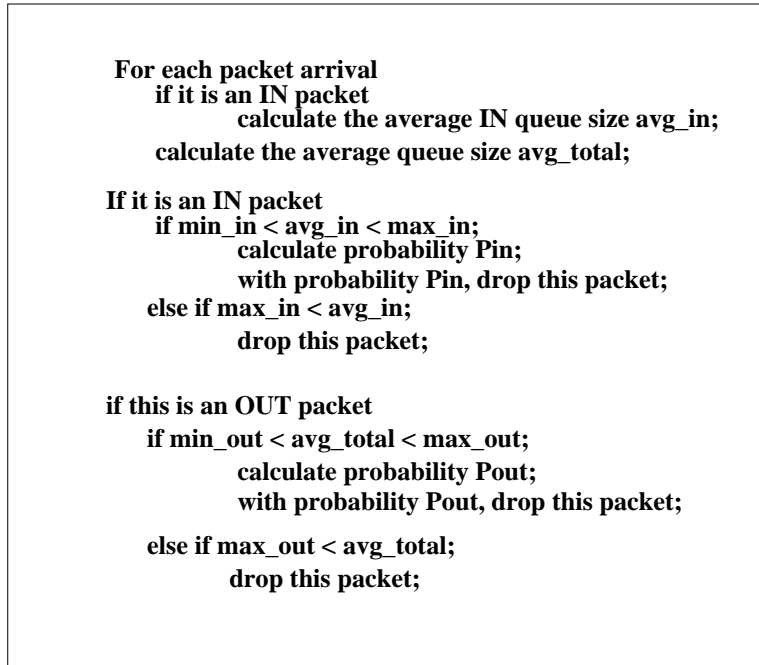 For each packet arrival
if it is an IN packet
calculate the average IN queue size avg_in;
calculate the average queue size avg_total;
If it is an IN packet
if min_in < avg_in < max_in;
calculate probability Pin;
with probability Pin, drop this packet;
else if max_in < avg_in;
drop this packet;
if this is an OUT packet
if min_out < avg_total < max_out;
calculate probability Pout;
with probability Pout, drop this packet;
else if max_out < avg_total;
drop this packet;